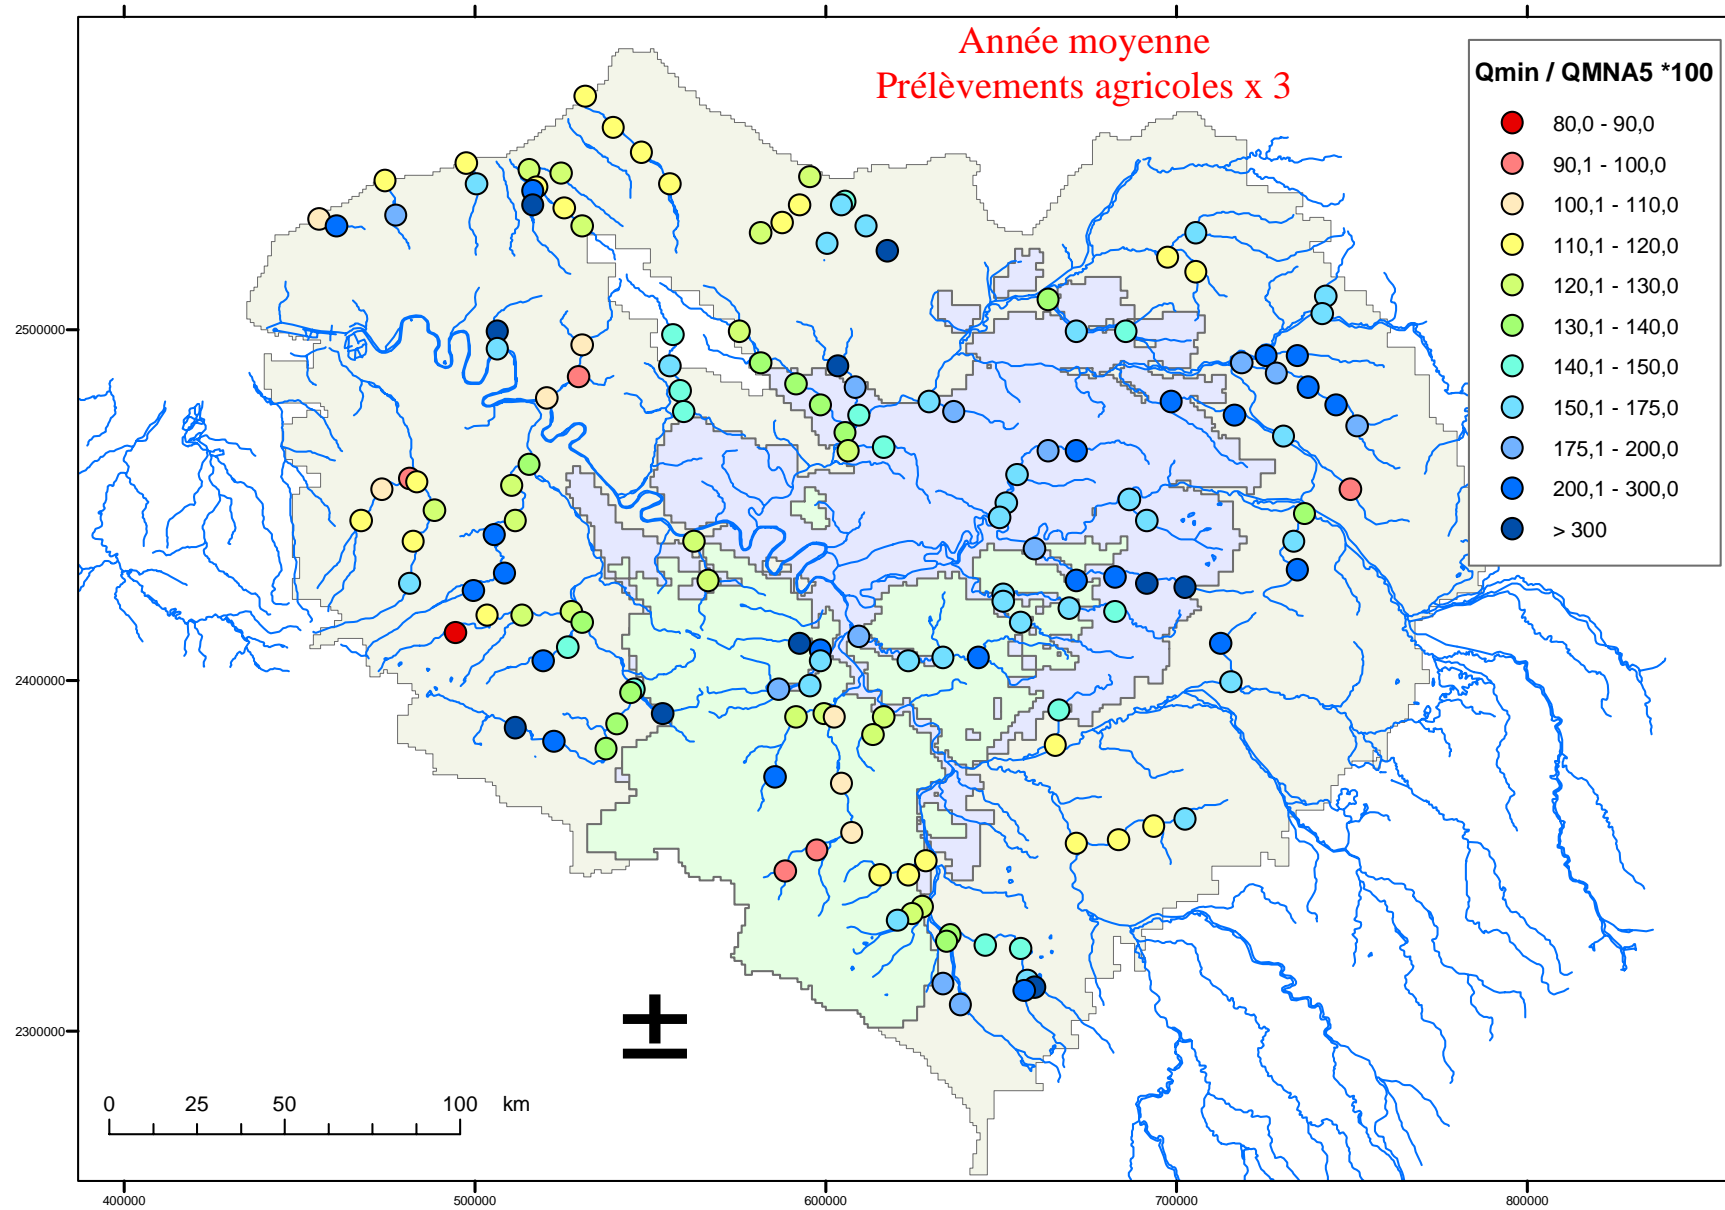 Année moyenne
Prélèvements agricoles x 3
Qmin / QMNA5 *100
80,0 - 90,0
90,1 - 100,0
100,1 - 110,0
110,1 - 120,0
120,1 - 130,0
130,1 - 140,0
140,1 - 150,0
150,1 - 175,0
175,1 - 200,0
200,1 - 300,0
> 300
2500000
2400000
2300000
0 25 50 100 km
400000 500000 600000 700000 800000